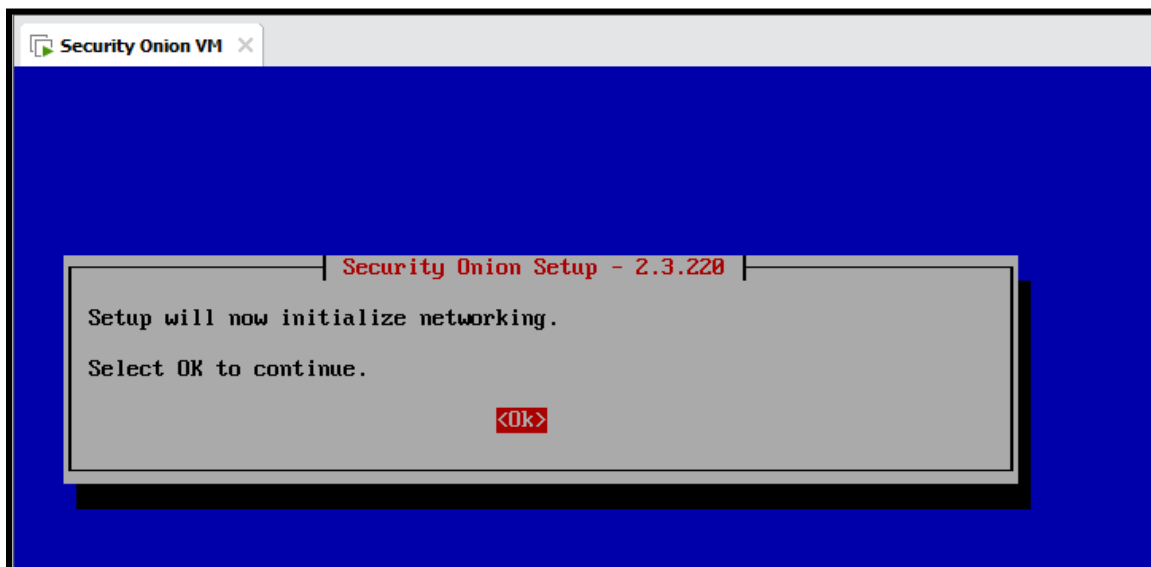 Security Onion VM
Security Onion Setup - 2.3.220
Setup will now initialize networking.
Select OK to continue.
<Ok>